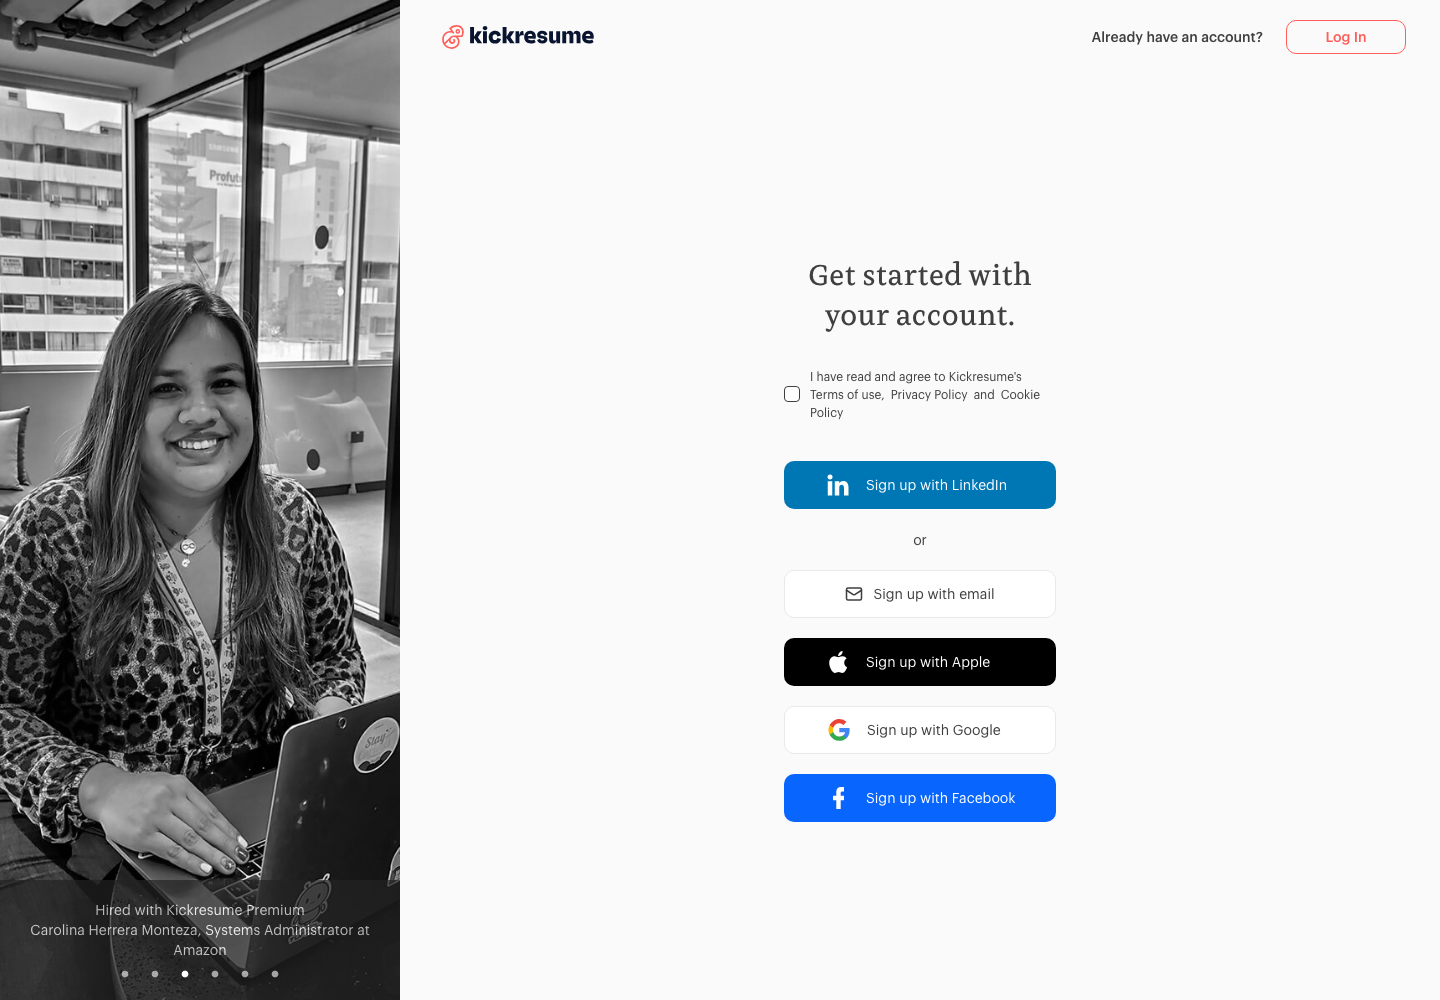 kickresume
Already have an account?
Log In
Profutu
Get started with
your account.
I have read and agree to Kickresume's
Terms of use, Privacy Policy and Cookie
Policy
Sign up with LinkedIn
or
Sign up with email
Sign up with Apple
Sign up with Google
Sign up with Facebook
Stay
Hired with Kickresume Premium
Carolina Herrera Monteza, Systems Administrator at
Amazon